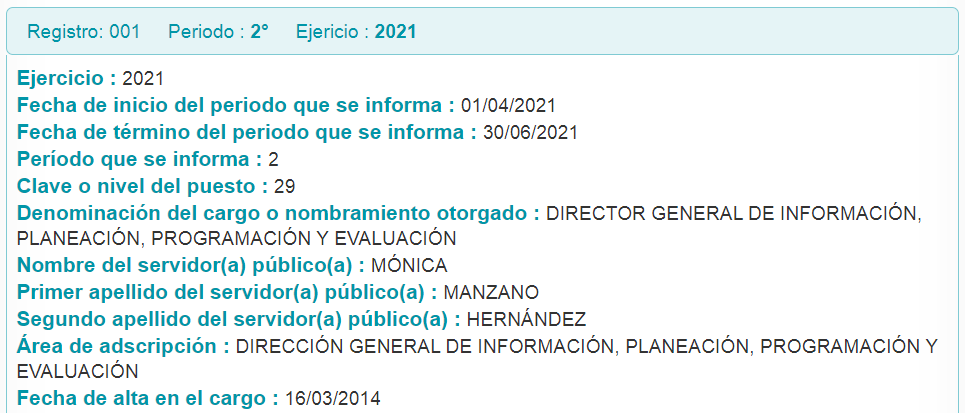 Registro: 001 Periodo : 2° Ejericio : 2021
Ejercicio : 2021
Fecha de inicio del periodo que se informa : 01/04/2021
Fecha de término del periodo que se informa : 30/06/2021
Período que se informa : 2
Clave o nivel del puesto : 29
Denominación del cargo o nombramiento otorgado : DIRECTOR GENERAL DE INFORMACIÓN,
PLANEACIÓN, PROGRAMACIÓN Y EVALUACIÓN
Nombre del servidor(a) público(a) : MÓNICA
Primer apellido del servidor(a) público(a) : MANZANO
Segundo apellido del servidor(a) público(a) : HERNÁNDEZ
Área de adscripción : DIRECCIÓN GENERAL DE INFORMACIÓN, PLANEACIÓN, PROGRAMACIÓN Y
EVALUACIÓN
Fecha de alta en el cargo : 16/03/2014